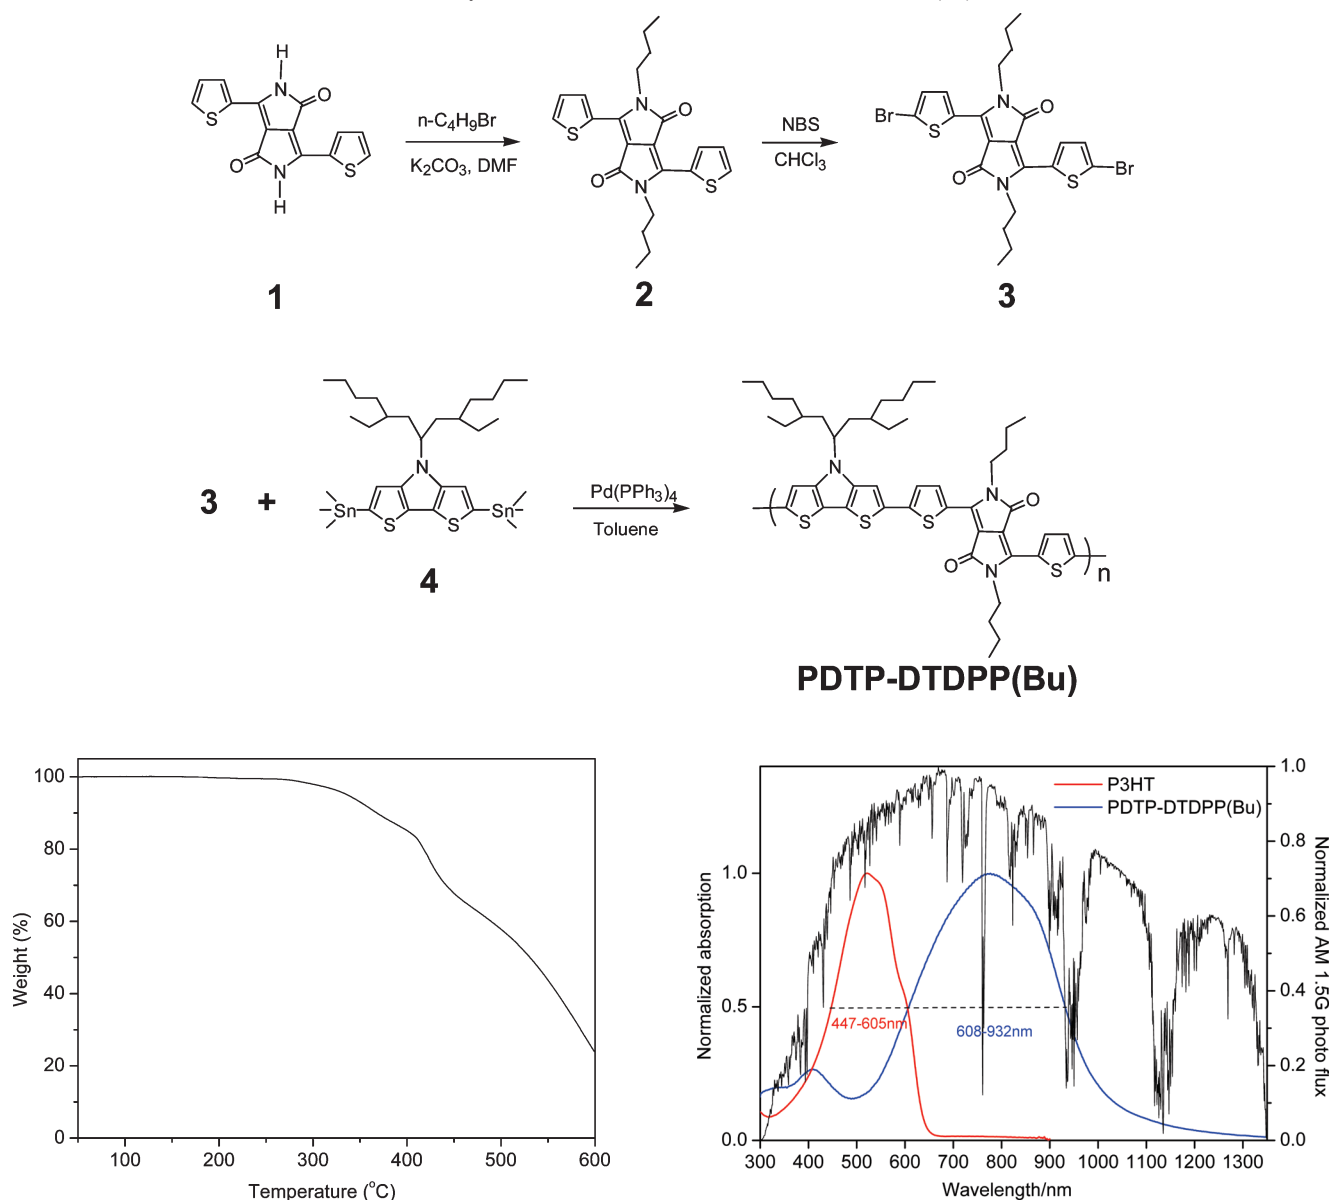 H
N
O
S
O
N
H
S
n-C4H9Br
K2CO3, DMF
N
O
S
O
N
S
NBS
CHCl3
Br
S
N
O
O
N
S
Br
1
2
3
3 + 
N
Sn
S
S
Sn
4
Pd(PPh3)4
Toluene
N
S
S
S
N
O
O
N
S
n
PDTP-DTDPP(Bu)
Weight (%)
100
80
60
40
20
0
100 200 300 400 500 600
Temperature (°C)
Normalized absorption
1.0
0.5
0.0
P3HT
PDTP-DTDPP(Bu)
447-605nm
608-932nm
1.0
0.8
0.6
0.4
0.2
0.0
Normalized AM 1.5G photo flux
300 400 500 600 700 800 900 1000 1100 1200 1300
Wavelength/nm